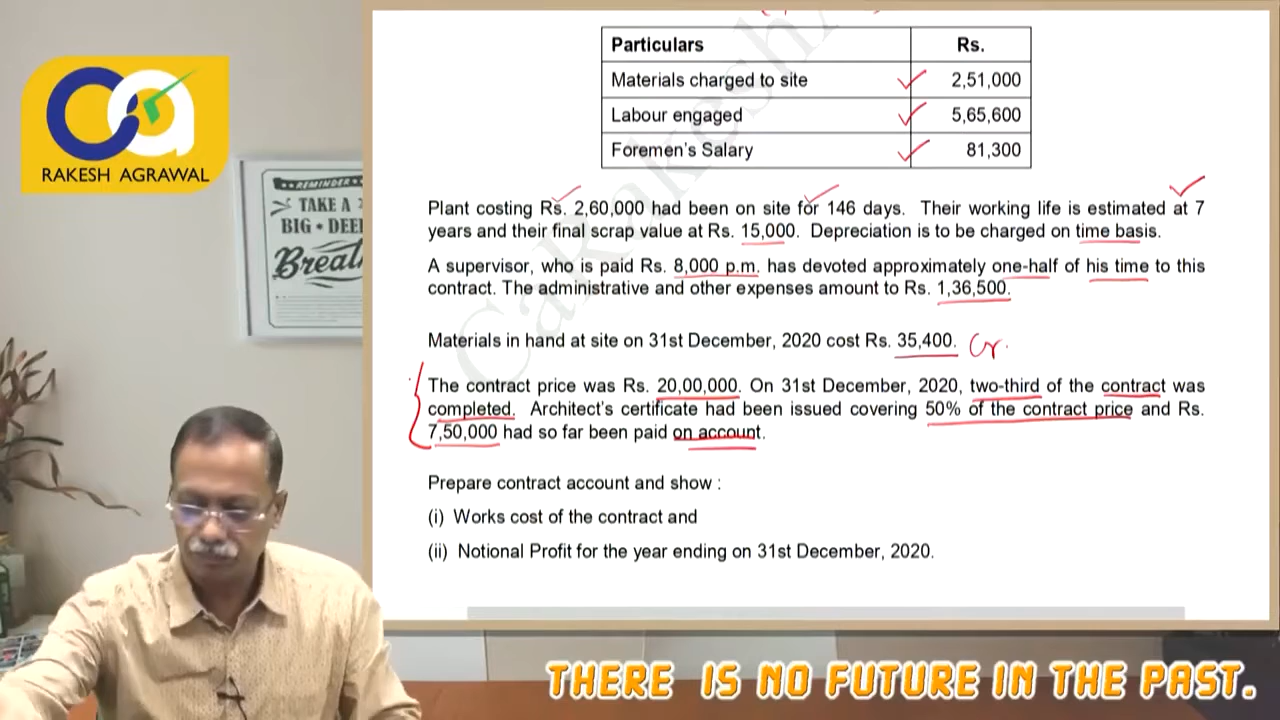 RAKESH AGRAWAL
REMINDER
TAKE A
BIG • DEE
Breat
CaRakesh
Particulars Rs.
Materials charged to site 2,51,000
Labour engaged 5,65,600
Foremen's Salary 81,300
Plant costing Rs. 2,60,000 had been on site for 146 days. Their working life is estimated at 7
years and their final scrap value at Rs. 15,000. Depreciation is to be charged on time basis.
A supervisor, who is paid Rs. 8,000 p.m. has devoted approximately one-half of his time to this
contract. The administrative and other expenses amount to Rs. 1,36,500.
Materials in hand at site on 31st December, 2020 cost Rs. 35,400. Cr.
The contract price was Rs. 20,00,000. On 31st December, 2020, two-third of the contract was
completed. Architect's certificate had been issued covering 50% of the contract price and Rs.
7,50,000 had so far been paid on account.
Prepare contract account and show :
(i) Works cost of the contract and
(ii) Notional Profit for the year ending on 31st December, 2020.
THERE IS NO FUTURE IN THE PAST.